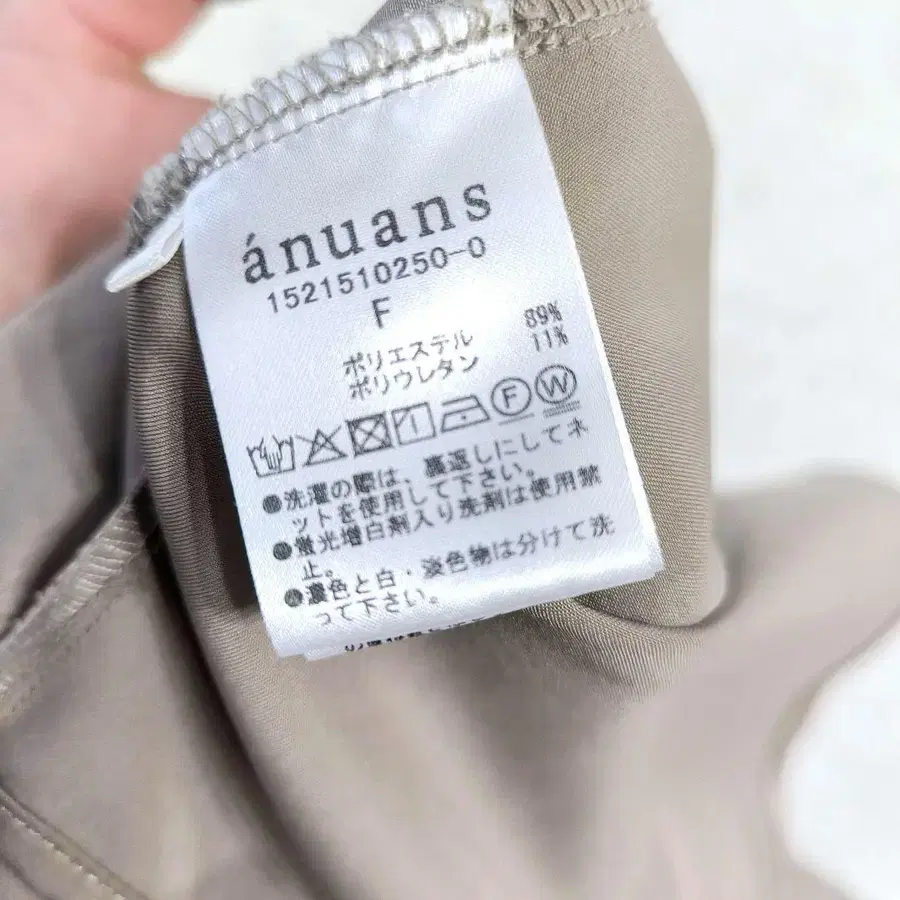 ánuans
1521510250-0
F
ポリエステル 89%
ポリウレタン 11%
F W
●洗濯の際は、裏返しにしてネ
ットを使用して下さい。
●蛍光増白剤入り洗剤は使用禁
止。
●濃色と白・淡色物は分けて洗
って下さい。